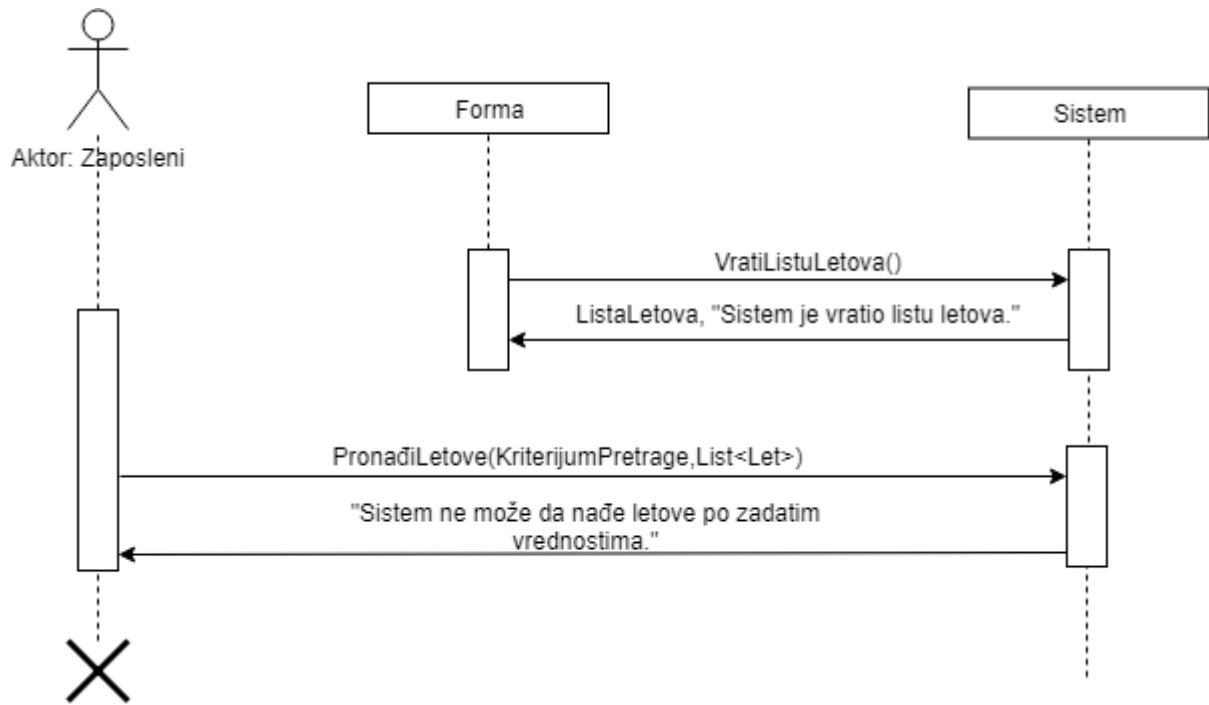 Forma
Sistem
Aktor: Zaposleni
VratiListuLetova()
ListaLetova, "Sistem je vratio listu letova."
PronađiLetove(KriterijumPretrage,List<Let>)
"Sistem ne može da nađe letove po zadatim
vrednostima."